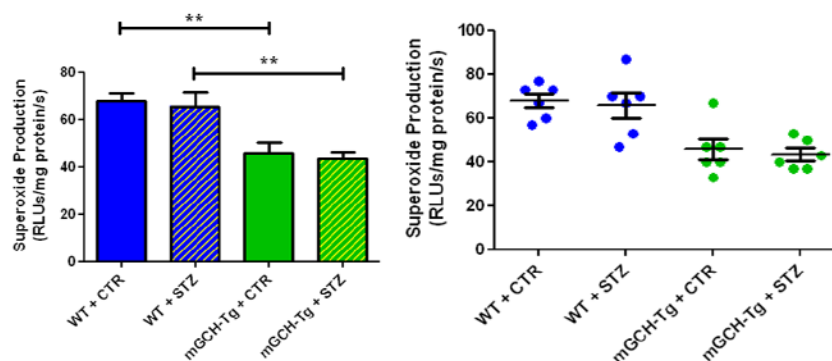 **
**
Superoxide Production
(RLUs/mg protein/s)
80
60
40
20
0
WT + CTR
WT + STZ
mGCH-Tg + CTR
mGCH-Tg + STZ
Superoxide Production
(RLUs/mg protein/s)
100
80
60
40
20
0
WT + CTR
WT + STZ
mGCH-Tg + CTR
mGCH-Tg + STZ